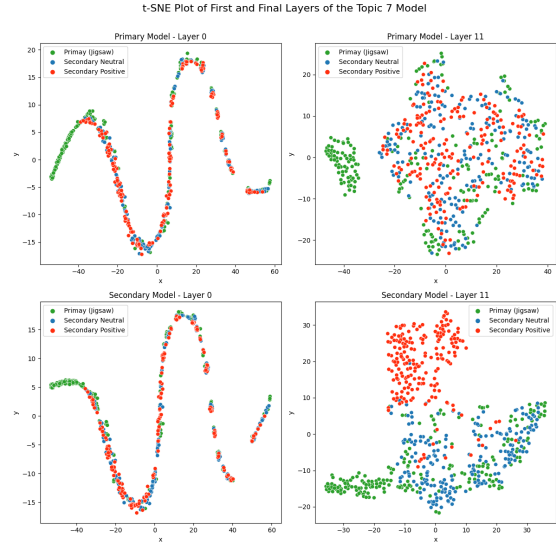 t-SNE Plot of First and Final Layers of the Topic 7 Model
Primary Model - Layer 0
Primay (Jigsaw)
Secondary Neutral
Secondary Positive
20
15
10
5
0
−5
−10
−15
y
−40
−20
0
20
40
60
x
Primary Model - Layer 11
Primay (Jigsaw)
Secondary Neutral
Secondary Positive
20
10
0
−10
−20
y
−40
−20
0
20
40
x
Secondary Model - Layer 0
Primay (Jigsaw)
Secondary Neutral
Secondary Positive
15
10
5
0
−5
−10
−15
y
−40
−20
0
20
40
60
x
Secondary Model - Layer 11
Primay (Jigsaw)
Secondary Neutral
Secondary Positive
30
20
10
0
−10
−20
y
−30
−20
−10
0
10
20
30
x